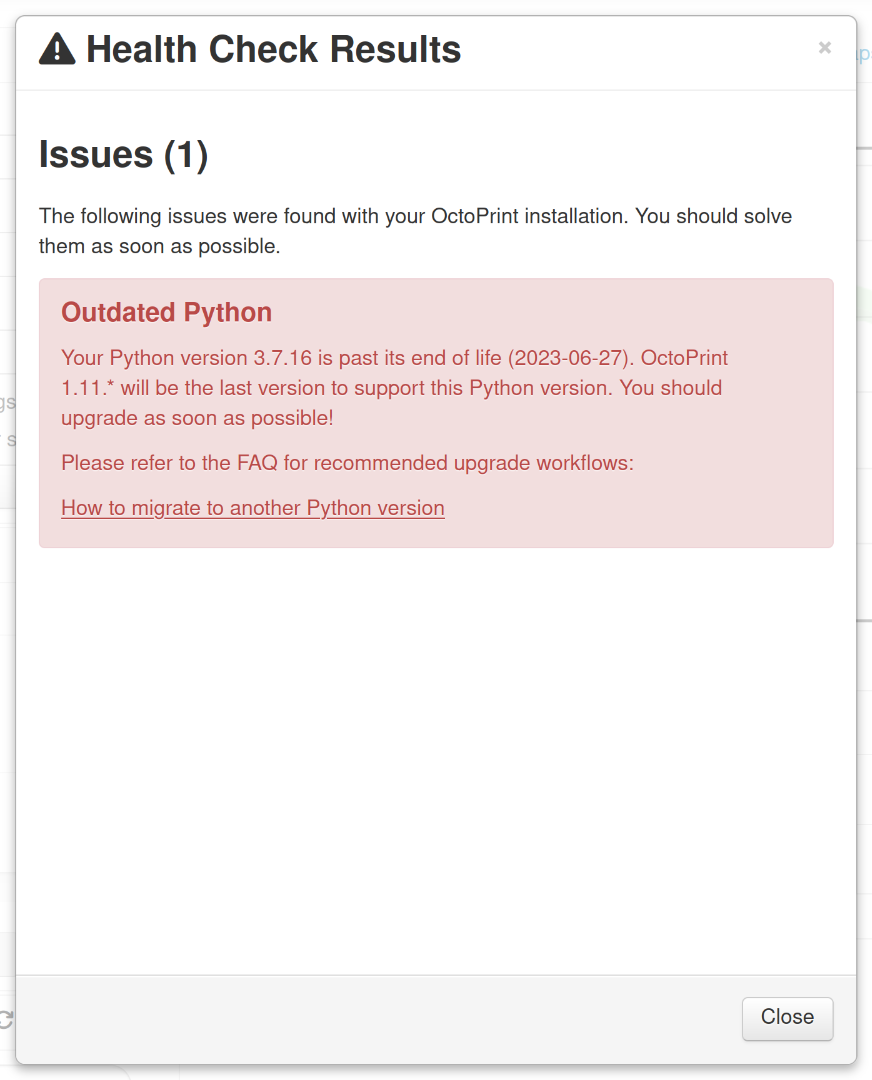 Health Check Results
×
Issues (1)
The following issues were found with your OctoPrint installation. You should solve
them as soon as possible.
Outdated Python
Your Python version 3.7.16 is past its end of life (2023-06-27). OctoPrint
1.11.* will be the last version to support this Python version. You should
upgrade as soon as possible!
Please refer to the FAQ for recommended upgrade workflows:
How to migrate to another Python version
Close